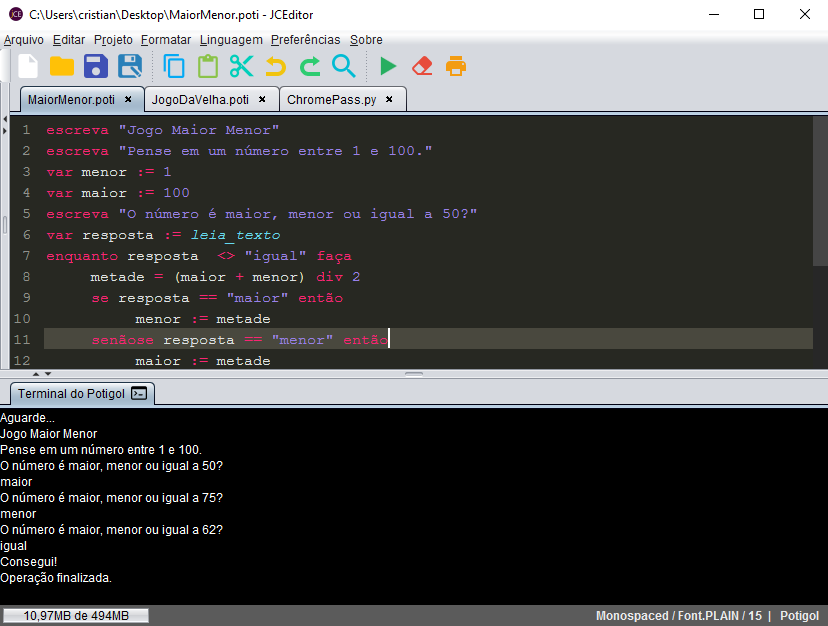 JCE C:\Users\cristian\Desktop\MaiorMenor.poti - JCEditor
Arquivo Editar Projeto Formatar Linguagem Preferências Sobre
MaiorMenor.poti × JogoDaVelha.poti × ChromePass.py ×
1 escreva "Jogo Maior Menor"
2 escreva "Pense em um número entre 1 e 100."
3 var menor := 1
4 var maior := 100
5 escreva "O número é maior, menor ou igual a 50?"
6 var resposta := leia_texto
7 enquanto resposta <> "igual" faça
8 metade = (maior + menor) div 2
9 se resposta == "maior" então
10 menor := metade
11 senãose resposta == "menor" então
12 maior := metade
Terminal do Potigol
Aguarde...
Jogo Maior Menor
Pense em um número entre 1 e 100.
O número é maior, menor ou igual a 50?
maior
O número é maior, menor ou igual a 75?
menor
O número é maior, menor ou igual a 62?
igual
Consegui!
Operação finalizada.
10,97MB de 494MB Monospaced / Font.PLAIN / 15 | Potigol